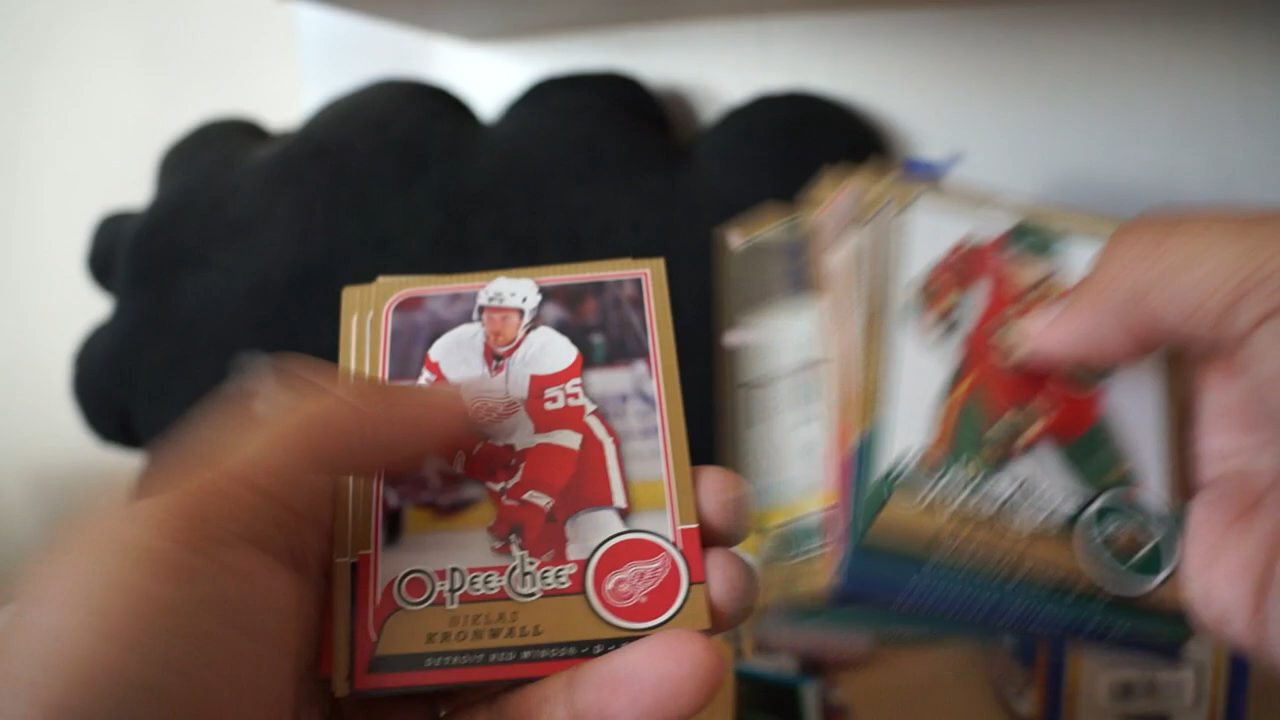 55
O-Pee-Chee
NIKLAS
KRONWALL
DETROIT RED WINGS • D